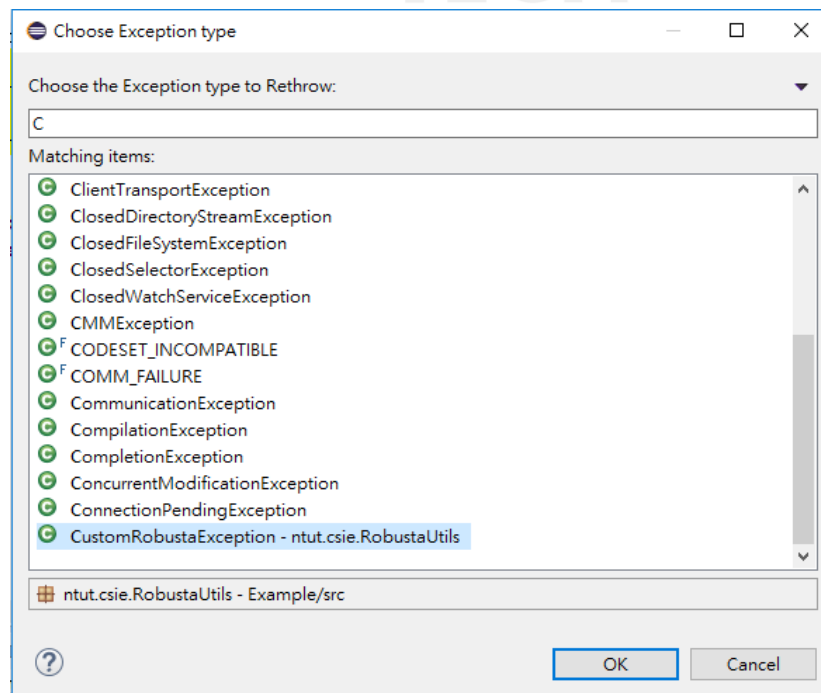 Choose Exception type
Choose the Exception type to Rethrow:
C
Matching items:
C ClientTransportException
C ClosedDirectoryStreamException
C ClosedFileSystemException
C ClosedSelectorException
C ClosedWatchServiceException
C CMMException
C F CODESET_INCOMPATIBLE
C F COMM_FAILURE
C CommunicationException
C CompilationException
C CompletionException
C ConcurrentModificationException
C ConnectionPendingException
C CustomRobustaException - ntut.csie.RobustaUtils
ntut.csie.RobustaUtils - Example/src
? OK Cancel